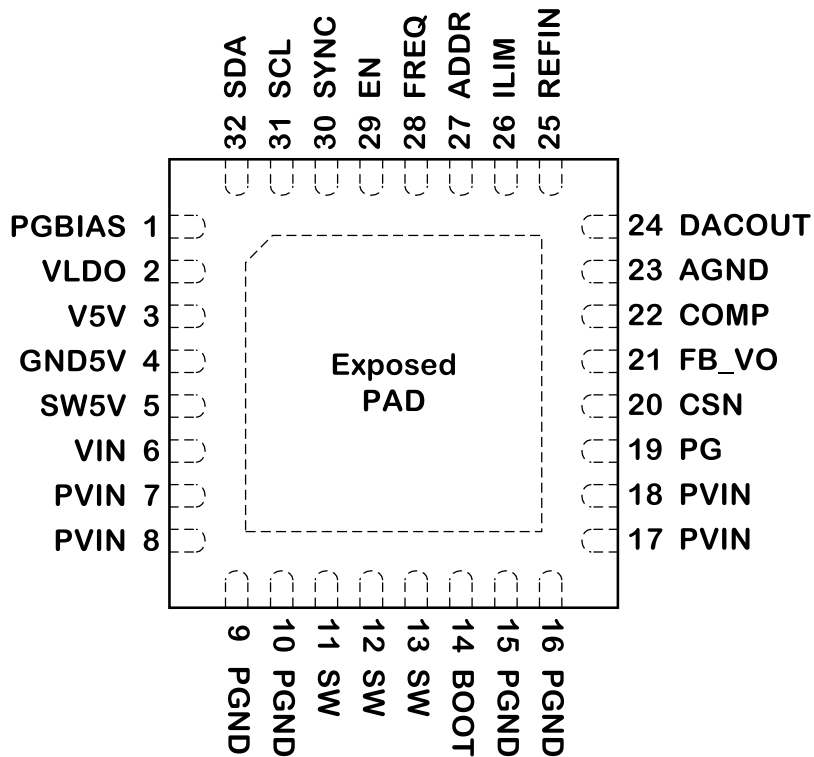 32 SDA
31 SCL
30 SYNC
29 EN
28 FREQ
27 ADDR
26 ILIM
25 REFIN
PGBIAS 1
VLDO 2
V5V 3
GND5V 4
SW5V 5
VIN 6
PVIN 7
PVIN 8
Exposed
PAD
24 DACOUT
23 AGND
22 COMP
21 FB_VO
20 CSN
19 PG
18 PVIN
17 PVIN
9 PGND
10 PGND
11 SW
12 SW
13 SW
14 BOOT
15 PGND
16 PGND